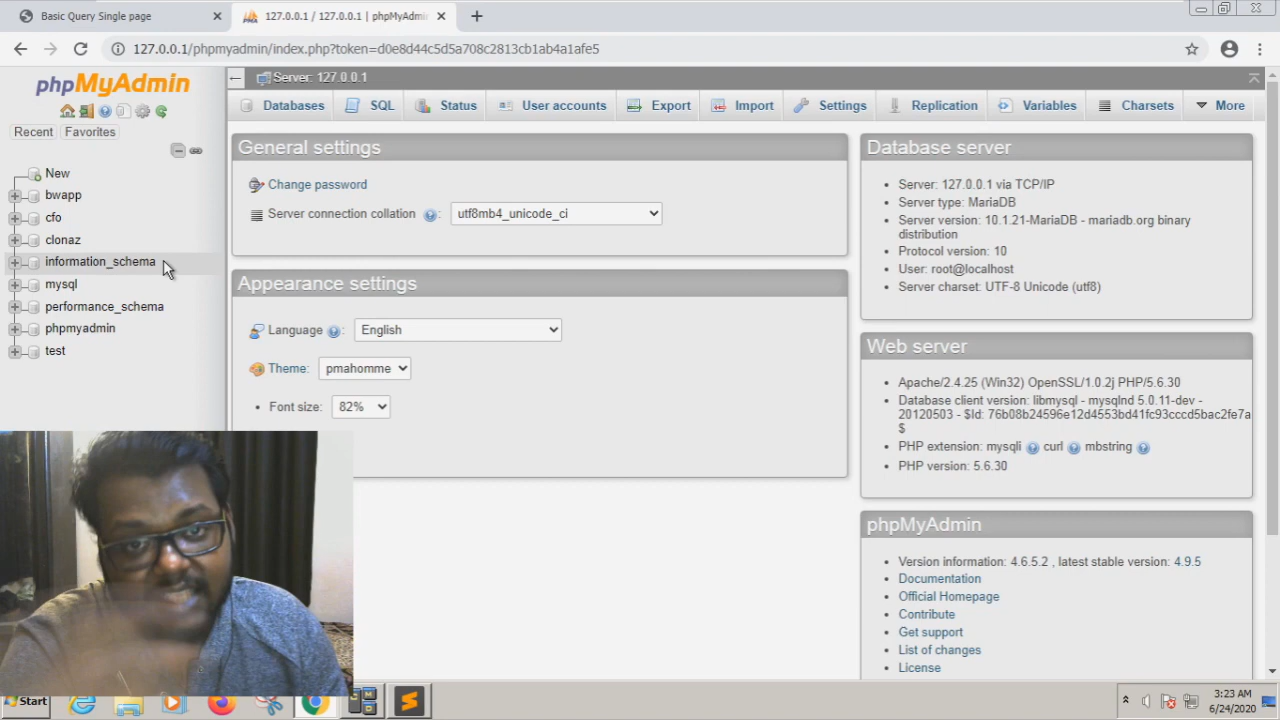 Basic Query Single page
127.0.0.1 / 127.0.0.1 | phpMyAdmi
127.0.0.1/phpmyadmin/index.php?token=d0e8d44c5d5a708c2813cb1ab4a1afe5
phpMyAdmin
Recent
Favorites
New
bwapp
cfo
clonaz
information_schema
mysql
performance_schema
phpmyadmin
test
Server: 127.0.0.1
Databases
SQL
Status
User accounts
Export
Import
Settings
Replication
Variables
Charsets
More
General settings
Change password
Server connection collation
:
utf8mb4_unicode_ci
Appearance settings
Language
:
English
Theme:
pmahomme
Font size:
82%
Database server
Server: 127.0.0.1 via TCP/IP
Server type: MariaDB
Server version: 10.1.21-MariaDB - mariadb.org binary
distribution
Protocol version: 10
User: root@localhost
Server charset: UTF-8 Unicode (utf8)
Web server
Apache/2.4.25 (Win32) OpenSSL/1.0.2j PHP/5.6.30
Database client version: libmysql - mysqlnd 5.0.11-dev -
20120503 - $Id: 76b08b24596e12d4553bd41fc93cccd5bac2fe7a
$
PHP extension: mysqli curl mbstring
PHP version: 5.6.30
phpMyAdmin
Version information: 4.6.5.2 , latest stable version: 4.9.5
Documentation
Official Homepage
Contribute
Get support
List of changes
License
Start
3:23 AM
6/24/2020